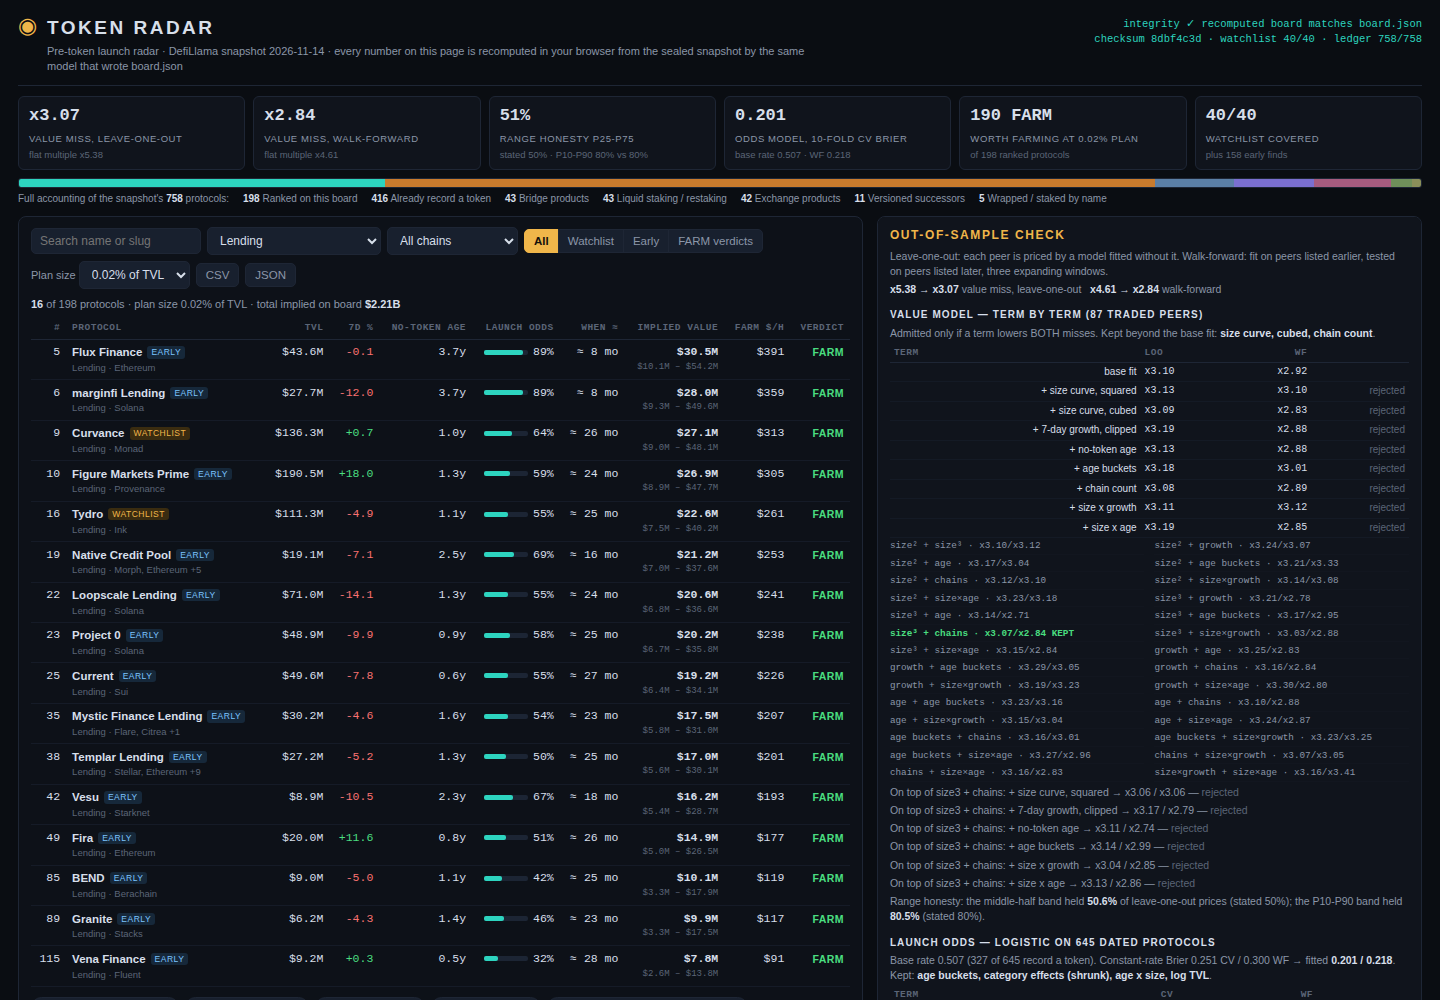 TOKEN RADAR
Pre-token launch radar · DefiLlama snapshot 2026-11-14 · every number on this page is recomputed in your browser from the sealed snapshot by the same
model that wrote board.json
integrity ✓ recomputed board matches board.json
checksum 8dbf4c3d · watchlist 40/40 · ledger 758/758
x3.07
VALUE MISS, LEAVE-ONE-OUT
flat multiple x5.38
x2.84
VALUE MISS, WALK-FORWARD
flat multiple x4.61
51%
RANGE HONESTY P25-P75
stated 50% · P10-P90 80% vs 80%
0.201
ODDS MODEL, 10-FOLD CV BRIER
base rate 0.507 · WF 0.218
190 FARM
WORTH FARMING AT 0.02% PLAN
of 198 ranked protocols
40/40
WATCHLIST COVERED
plus 158 early finds
Full accounting of the snapshot's 758 protocols: 198 Ranked on this board 416 Already record a token 43 Bridge products 43 Liquid staking / restaking 42 Exchange products 11 Versioned successors 5 Wrapped / staked by name
Search name or slug Lending All chains All Watchlist Early FARM verdicts
Plan size 0.02% of TVL CSV JSON
16 of 198 protocols · plan size 0.02% of TVL · total implied on board $2.21B
# PROTOCOL TVL 7D % NO-TOKEN AGE LAUNCH ODDS WHEN ≈ IMPLIED VALUE FARM $/H VERDICT
5 Flux Finance EARLY $43.6M -0.1 3.7y 89% ≈ 8 mo $30.5M $391 FARM
Lending · Ethereum $10.1M – $54.2M
6 marginfi Lending EARLY $27.7M -12.0 3.7y 89% ≈ 8 mo $28.0M $359 FARM
Lending · Solana $9.3M – $49.6M
9 Curvance WATCHLIST $136.3M +0.7 1.0y 64% ≈ 26 mo $27.1M $313 FARM
Lending · Monad $9.0M – $48.1M
10 Figure Markets Prime EARLY $190.5M +18.0 1.3y 59% ≈ 24 mo $26.9M $305 FARM
Lending · Provenance $8.9M – $47.7M
16 Tydro WATCHLIST $111.3M -4.9 1.1y 55% ≈ 25 mo $22.6M $261 FARM
Lending · Ink $7.5M – $40.2M
19 Native Credit Pool EARLY $19.1M -7.1 2.5y 69% ≈ 16 mo $21.2M $253 FARM
Lending · Morph, Ethereum +5 $7.0M – $37.6M
22 Loopscale Lending EARLY $71.0M -14.1 1.3y 55% ≈ 24 mo $20.6M $241 FARM
Lending · Solana $6.8M – $36.6M
23 Project 0 EARLY $48.9M -9.9 0.9y 58% ≈ 25 mo $20.2M $238 FARM
Lending · Solana $6.7M – $35.8M
25 Current EARLY $49.6M -7.8 0.6y 55% ≈ 27 mo $19.2M $226 FARM
Lending · Sui $6.4M – $34.1M
35 Mystic Finance Lending EARLY $30.2M -4.6 1.6y 54% ≈ 23 mo $17.5M $207 FARM
Lending · Flare, Citrea +1 $5.8M – $31.0M
38 Templar Lending EARLY $27.2M -5.2 1.3y 50% ≈ 25 mo $17.0M $201 FARM
Lending · Stellar, Ethereum +9 $5.6M – $30.1M
42 Vesu EARLY $8.9M -10.5 2.3y 67% ≈ 18 mo $16.2M $193 FARM
Lending · Starknet $5.4M – $28.7M
49 Fira EARLY $20.0M +11.6 0.8y 51% ≈ 26 mo $14.9M $177 FARM
Lending · Ethereum $5.0M – $26.5M
85 BEND EARLY $9.0M -5.0 1.1y 42% ≈ 25 mo $10.1M $119 FARM
Lending · Berachain $3.3M – $17.9M
89 Granite EARLY $6.2M -4.3 1.4y 46% ≈ 23 mo $9.9M $117 FARM
Lending · Stacks $3.3M – $17.5M
115 Vena Finance EARLY $9.2M +0.3 0.5y 32% ≈ 28 mo $7.8M $91 FARM
Lending · Fluent $2.6M – $13.8M
OUT-OF-SAMPLE CHECK
Leave-one-out: each peer is priced by a model fitted without it. Walk-forward: fit on peers listed earlier, tested
on peers listed later, three expanding windows.
x5.38 → x3.07 value miss, leave-one-out x4.61 → x2.84 walk-forward
VALUE MODEL — TERM BY TERM (87 TRADED PEERS)
Admitted only if a term lowers BOTH misses. Kept beyond the base fit: size curve, cubed, chain count.
TERM LOO WF
base fit x3.10 x2.92
+ size curve, squared x3.13 x3.10 rejected
+ size curve, cubed x3.09 x2.83 rejected
+ 7-day growth, clipped x3.19 x2.88 rejected
+ no-token age x3.13 x2.88 rejected
+ age buckets x3.18 x3.01 rejected
+ chain count x3.08 x2.89 rejected
+ size x growth x3.11 x3.12 rejected
+ size x age x3.19 x2.85 rejected
size² + size³ · x3.10/x3.12 size² + growth · x3.24/x3.07
size² + age · x3.17/x3.04 size² + age buckets · x3.21/x3.33
size² + chains · x3.12/x3.10 size² + size×growth · x3.14/x3.08
size² + size×age · x3.23/x3.18 size³ + growth · x3.21/x2.78
size³ + age · x3.14/x2.71 size³ + age buckets · x3.17/x2.95
size³ + chains · x3.07/x2.84 KEPT size³ + size×growth · x3.03/x2.88
size³ + size×age · x3.15/x2.84 growth + age · x3.25/x2.83
growth + age buckets · x3.29/x3.05 growth + chains · x3.16/x2.84
growth + size×growth · x3.19/x3.23 growth + size×age · x3.30/x2.80
age + age buckets · x3.23/x3.16 age + chains · x3.10/x2.88
age + size×growth · x3.15/x3.04 age + size×age · x3.24/x2.87
age buckets + chains · x3.16/x3.01 age buckets + size×growth · x3.23/x3.25
age buckets + size×age · x3.27/x2.96 chains + size×growth · x3.07/x3.05
chains + size×age · x3.16/x2.83 size×growth + size×age · x3.16/x3.41
On top of size3 + chains: + size curve, squared → x3.06 / x3.06 — rejected
On top of size3 + chains: + 7-day growth, clipped → x3.17 / x2.79 — rejected
On top of size3 + chains: + no-token age → x3.11 / x2.74 — rejected
On top of size3 + chains: + age buckets → x3.14 / x2.99 — rejected
On top of size3 + chains: + size x growth → x3.04 / x2.85 — rejected
On top of size3 + chains: + size x age → x3.13 / x2.86 — rejected
Range honesty: the middle-half band held 50.6% of leave-one-out prices (stated 50%); the P10-P90 band held
80.5% (stated 80%).
LAUNCH ODDS — LOGISTIC ON 645 DATED PROTOCOLS
Base rate 0.507 (327 of 645 record a token). Constant-rate Brier 0.251 CV / 0.300 WF → fitted 0.201 / 0.218.
Kept: age buckets, category effects (shrunk), age x size, log TVL.
TERM CV WF